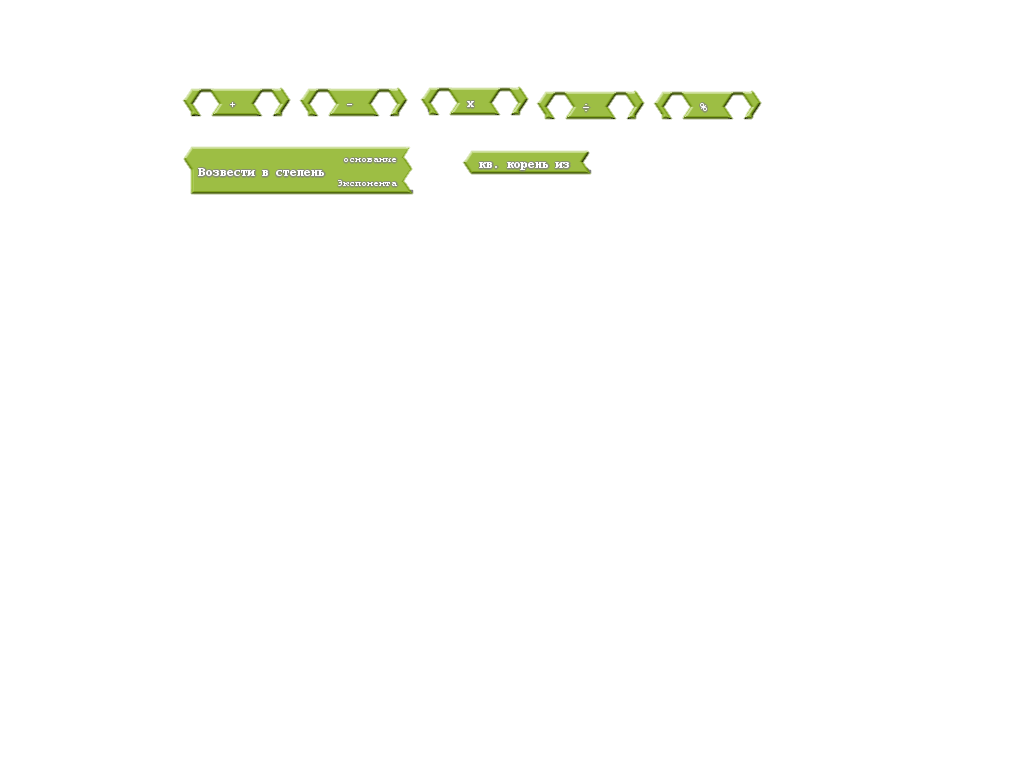 + - x ÷ %
основание
Возвести в степень
Экспонента
кв. корень из